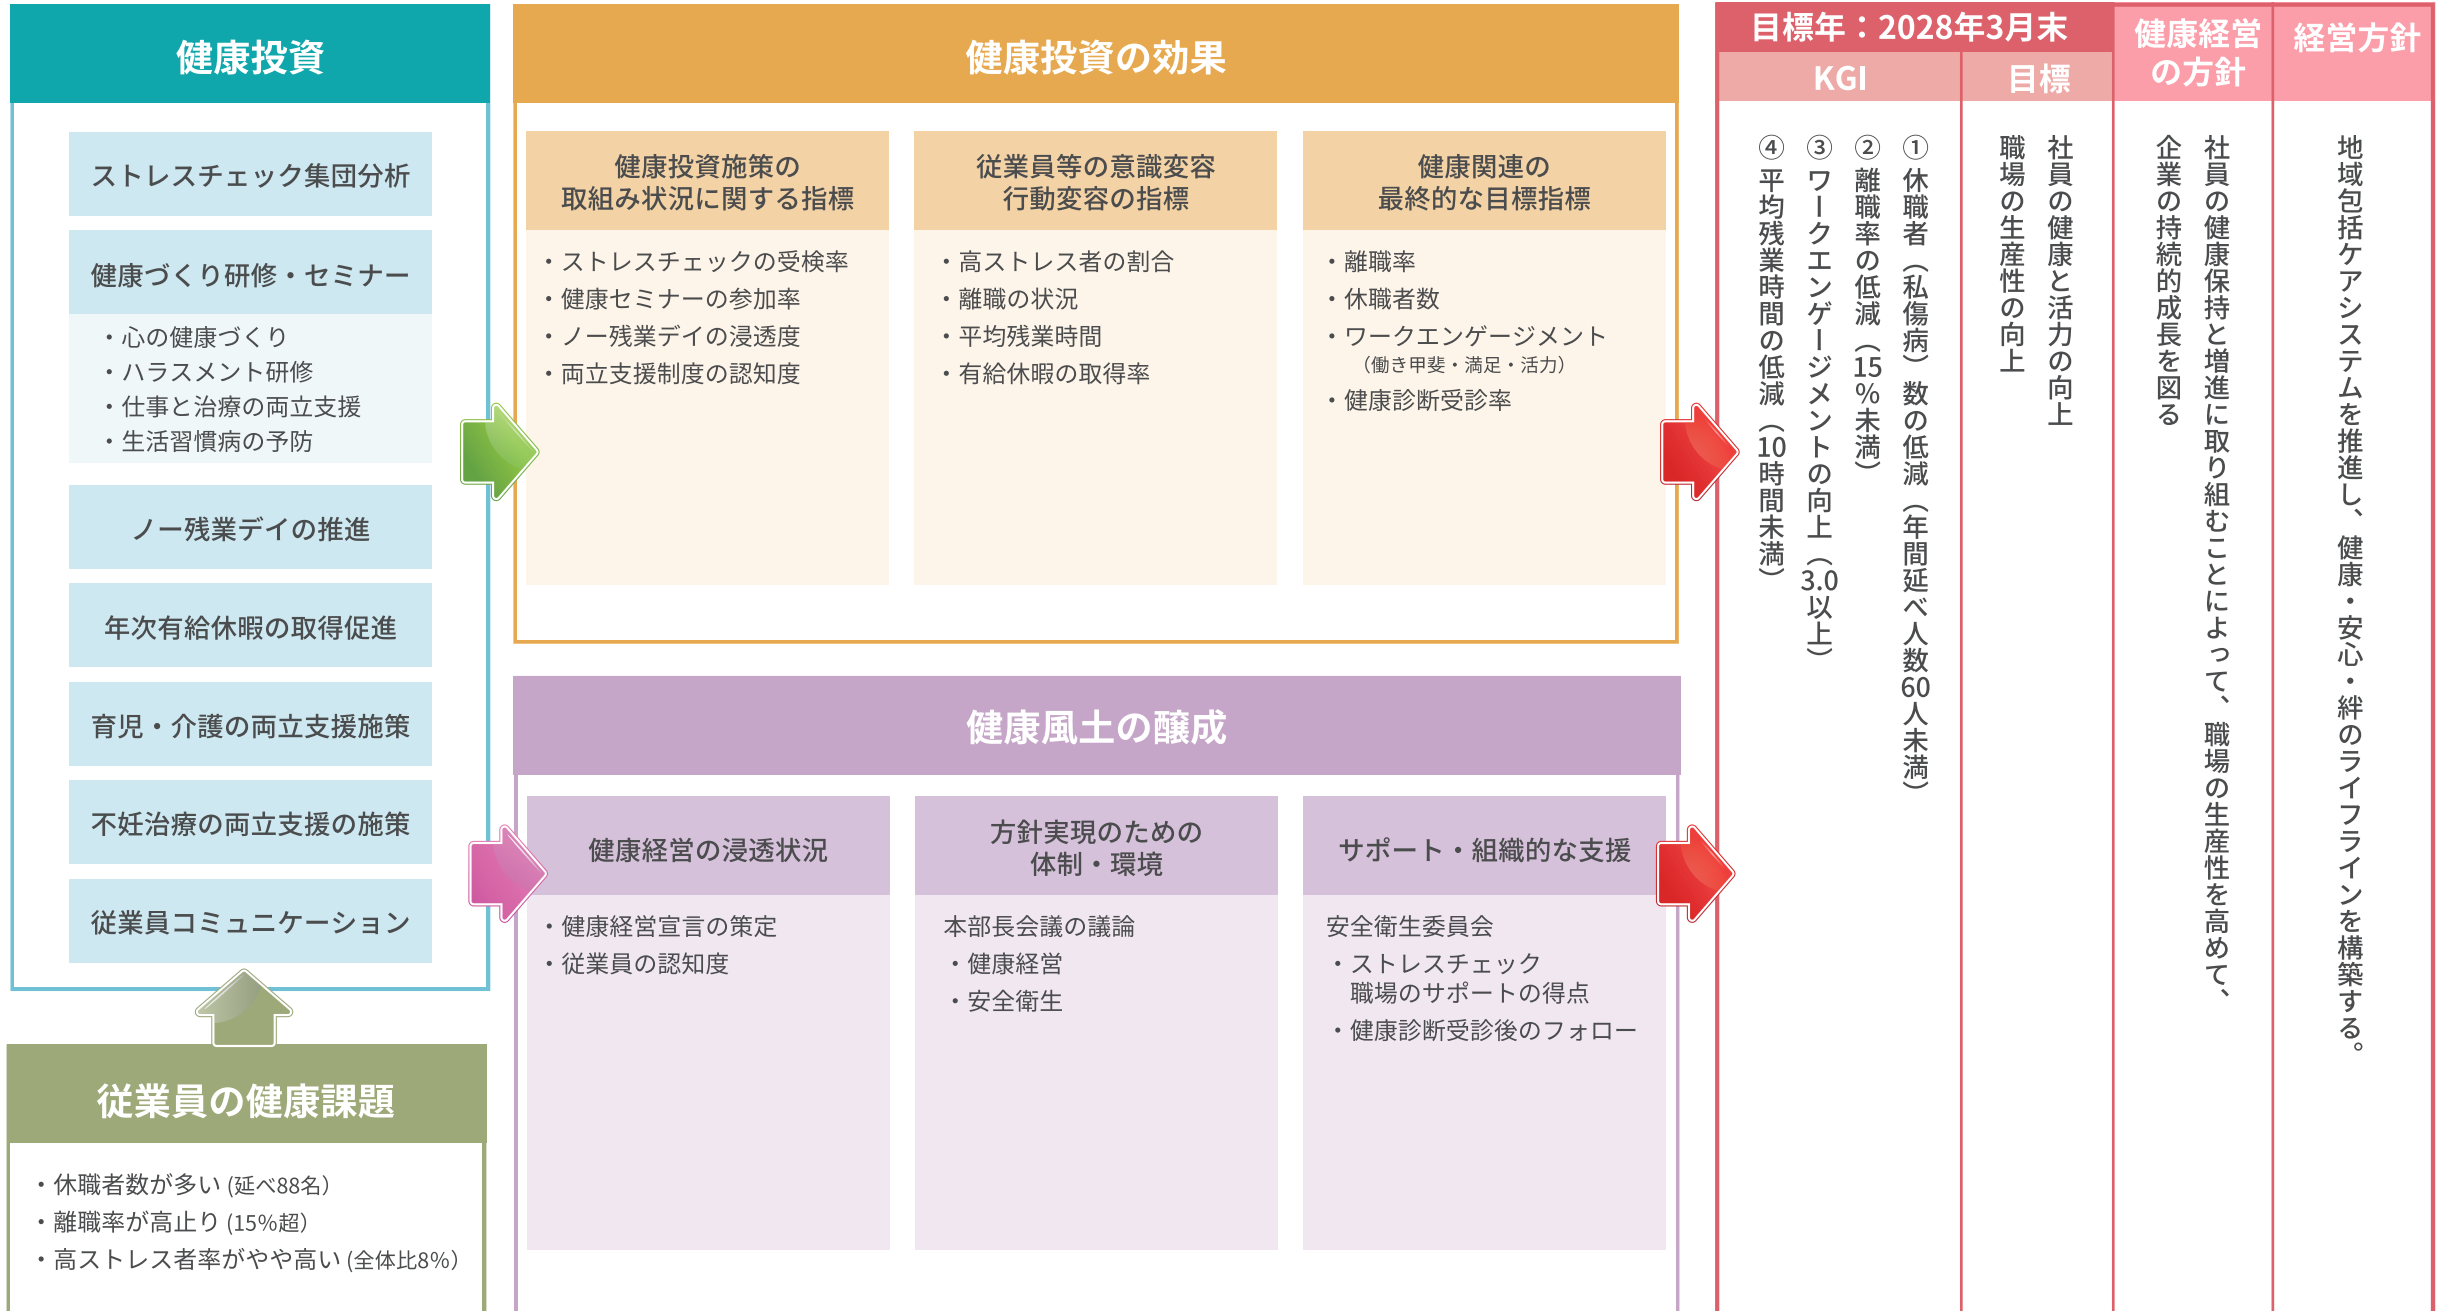 健康投資
ストレスチェック集団分析
健康づくり研修・セミナー
・心の健康づくり
・ハラスメント研修
・仕事と治療の両立支援
・生活習慣病の予防
ノー残業デイの推進
年次有給休暇の取得促進
育児・介護の両立支援施策
不妊治療の両立支援の施策
従業員コミュニケーション
従業員の健康課題
・休職者数が多い (延べ88名）
・離職率が高止り (15%超）
・高ストレス者率がやや高い (全体比8%）
健康投資の効果
健康投資施策の
取組み状況に関する指標
・ストレスチェックの受検率
・健康セミナーの参加率
・ノー残業デイの浸透度
・両立支援制度の認知度
従業員等の意識変容
行動変容の指標
・高ストレス者の割合
・離職の状況
・平均残業時間
・有給休暇の取得率
健康関連の
最終的な目標指標
・離職率
・休職者数
・ワークエンゲージメント
（働き甲斐・満足・活力）
・健康診断受診率
健康風土の醸成
健康経営の浸透状況
・健康経営宣言の策定
・従業員の認知度
方針実現のための
体制・環境
本部長会議の議論
・健康経営
・安全衛生
サポート・組織的な支援
安全衛生委員会
・ストレスチェック
職場のサポートの得点
・健康診断受診後のフォロー
目標年：2028年3月末
KGI
①休職者（私傷病）数の低減（年間延べ人数60人未満）
②離職率の低減（15%未満）
③ワークエンゲージメントの向上（3.0以上）
④平均残業時間の低減（10時間未満）
目標
社員の健康と活力の向上
職場の生産性の向上
健康経営
の方針
社員の健康保持と増進に取り組むことによって、職場の生産性を高めて、
企業の持続的成長を図る
経営方針
地域包括ケアシステムを推進し、健康・安心・絆のライフラインを構築する。